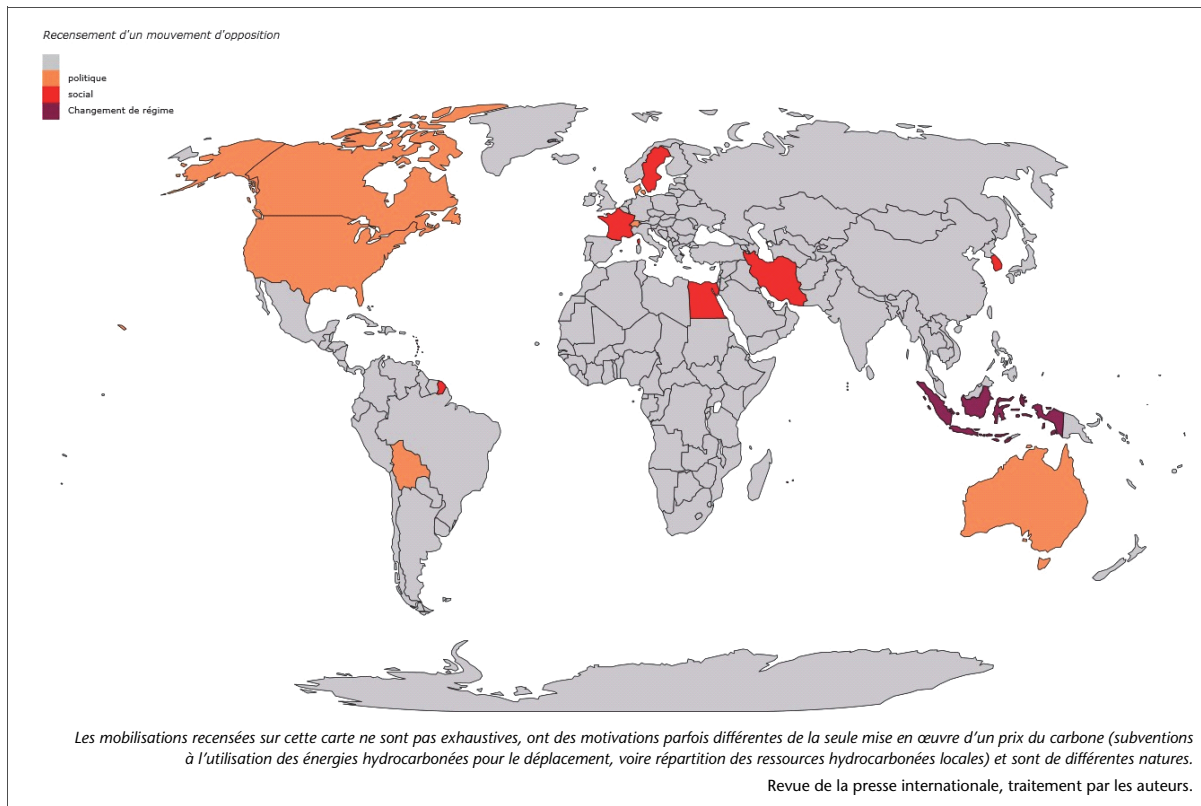 Recensement d'un mouvement d'opposition
politique
social
Changement de régime
Les mobilisations recensées sur cette carte ne sont pas exhaustives, ont des motivations parfois différentes de la seule mise en œuvre d'un prix du carbone (subventions
à l'utilisation des énergies hydrocarbonées pour le déplacement, voire répartition des ressources hydrocarbonées locales) et sont de différentes natures.
Revue de la presse internationale, traitement par les auteurs.